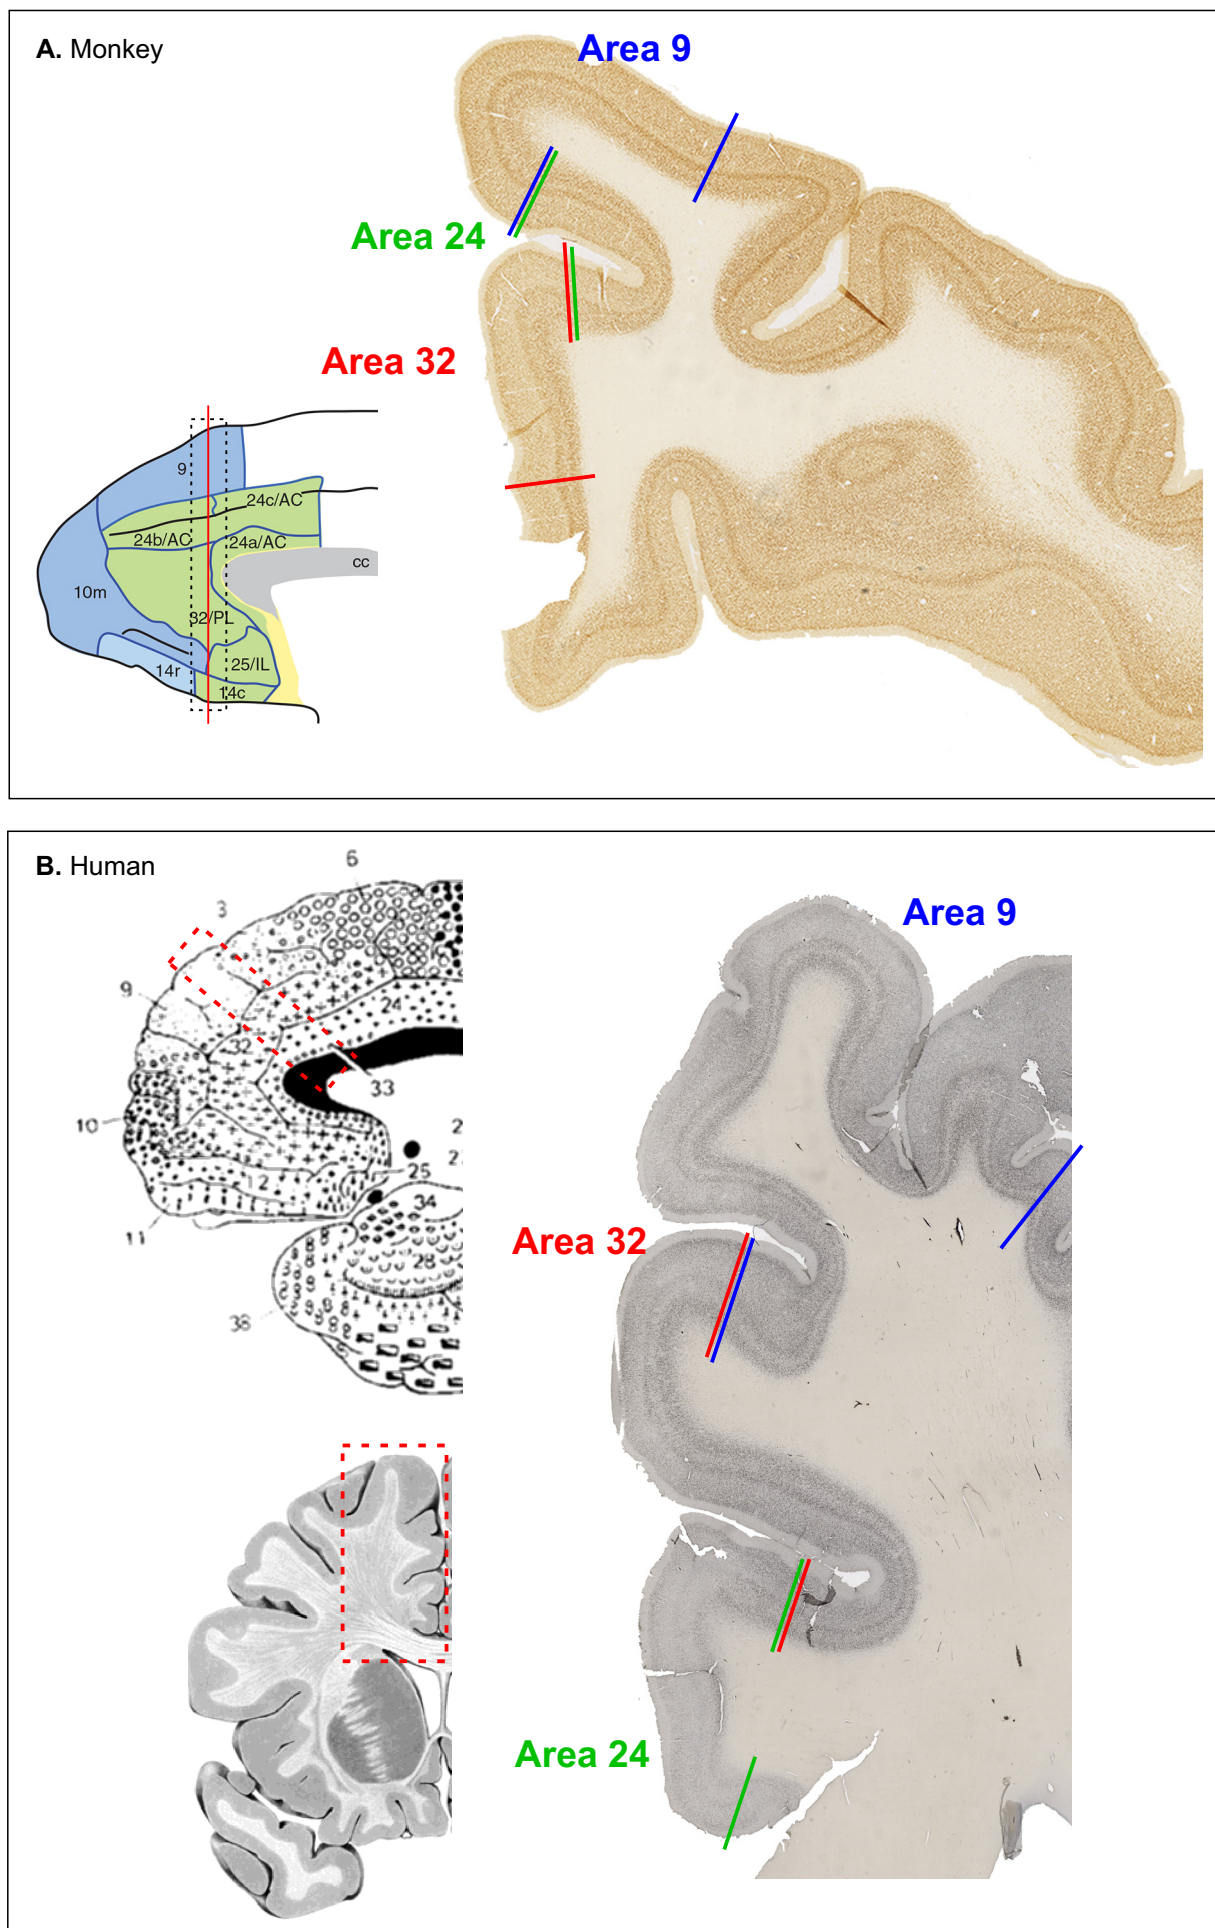 A. Monkey
Area 9
Area 24
Area 32
9
24c/AC
24b/AC
24a/AC
cc
10m
32/PL
14r
25/IL
14c
B. Human
6
3
Area 9
9
24
32
33
10
25
12
34
11
28
38
Area 32
Area 24